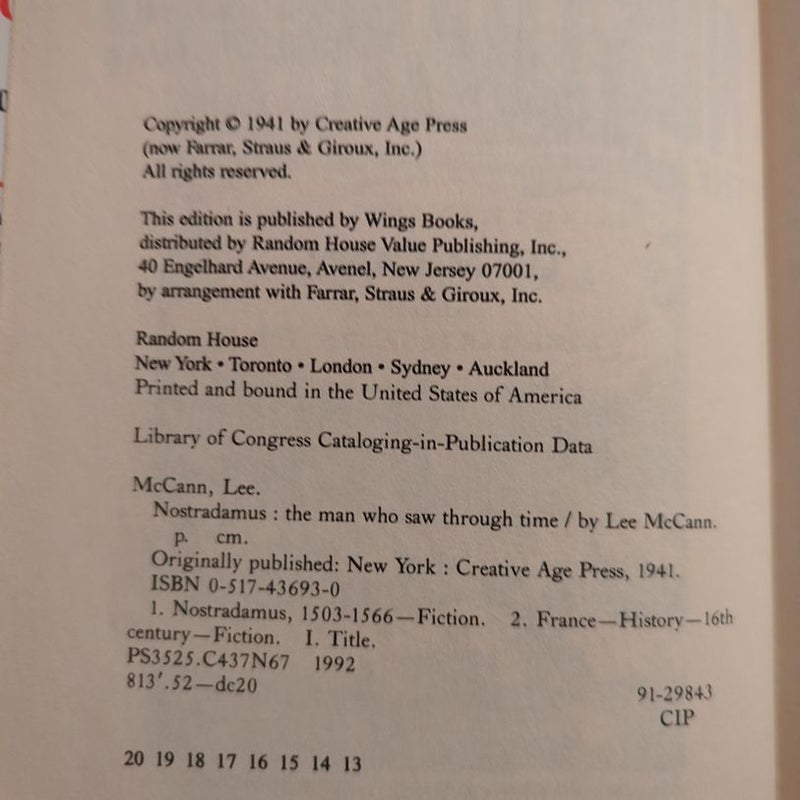 Copyright © 1941 by Creative Age Press
(now Farrar, Straus & Giroux, Inc.)
All rights reserved.
This edition is published by Wings Books,
distributed by Random House Value Publishing, Inc.,
40 Engelhard Avenue, Avenel, New Jersey 07001,
by arrangement with Farrar, Straus & Giroux, Inc.
Random House
New York • Toronto • London • Sydney • Auckland
Printed and bound in the United States of America
Library of Congress Cataloging-in-Publication Data
McCann, Lee.
Nostradamus : the man who saw through time / by Lee McCann.
p. cm.
Originally published: New York : Creative Age Press, 1941.
ISBN 0-517-43693-0
1. Nostradamus, 1503-1566—Fiction. 2. France—History—16th
century—Fiction. I. Title.
PS3525.C437N67 1992
813′.52—dc20
91-29843
CIP
20 19 18 17 16 15 14 13